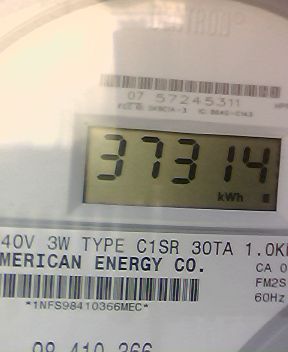 07 57245311
37314
kWh
40V 3W TYPE C1SR 30TA 1.0K
MERICAN ENERGY CO.
CA 0
FM2S
60Hz
*1NFS98410366MEC*
98 410 366